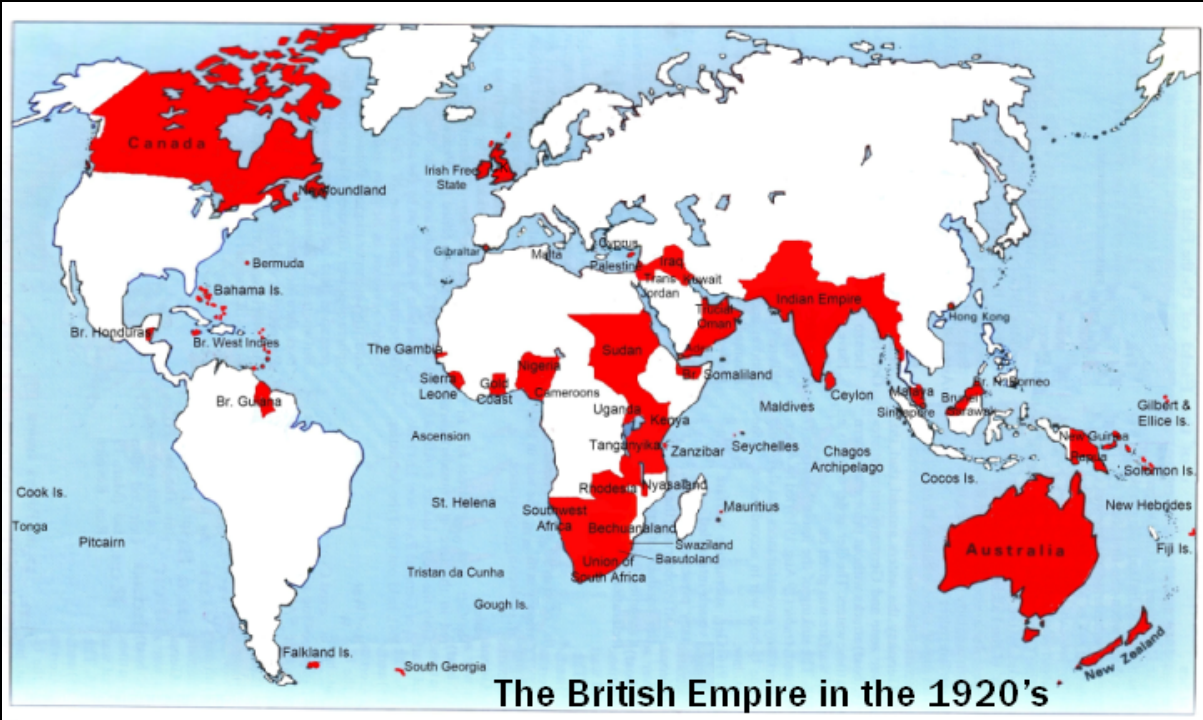 Canada
Newfoundland
Irish Free
State
Gibraltar
Malta
Cyprus
Palestine
Iraq
Trans
Jordan
Kuwait
Trucial
Oman
Aden
Indian Empire
Hong Kong
Bermuda
Bahama Is.
Br. Honduras
Br. West Indies
Br. Guiana
The Gambia
Sierra
Leone
Gold
Coast
Nigeria
Cameroons
Sudan
Br. Somaliland
Uganda
Kenya
Tanganyika
Zanzibar
Seychelles
Maldives
Ceylon
Malaya
Singapore
Brunei
Sarawak
Br. N. Borneo
Chagos
Archipelago
Cocos Is.
New Guinea
Papua
Gilbert &
Ellice Is.
Solomon Is.
New Hebrides
Fiji Is.
Ascension
St. Helena
Cook Is.
Tonga
Pitcairn
Rhodesia
Nyasaland
Southwest
Africa
Bechuanaland
Mauritius
Swaziland
Basutoland
Union of
South Africa
Tristan da Cunha
Gough Is.
Australia
New Zealand
Falkland Is.
South Georgia
The British Empire in the 1920's